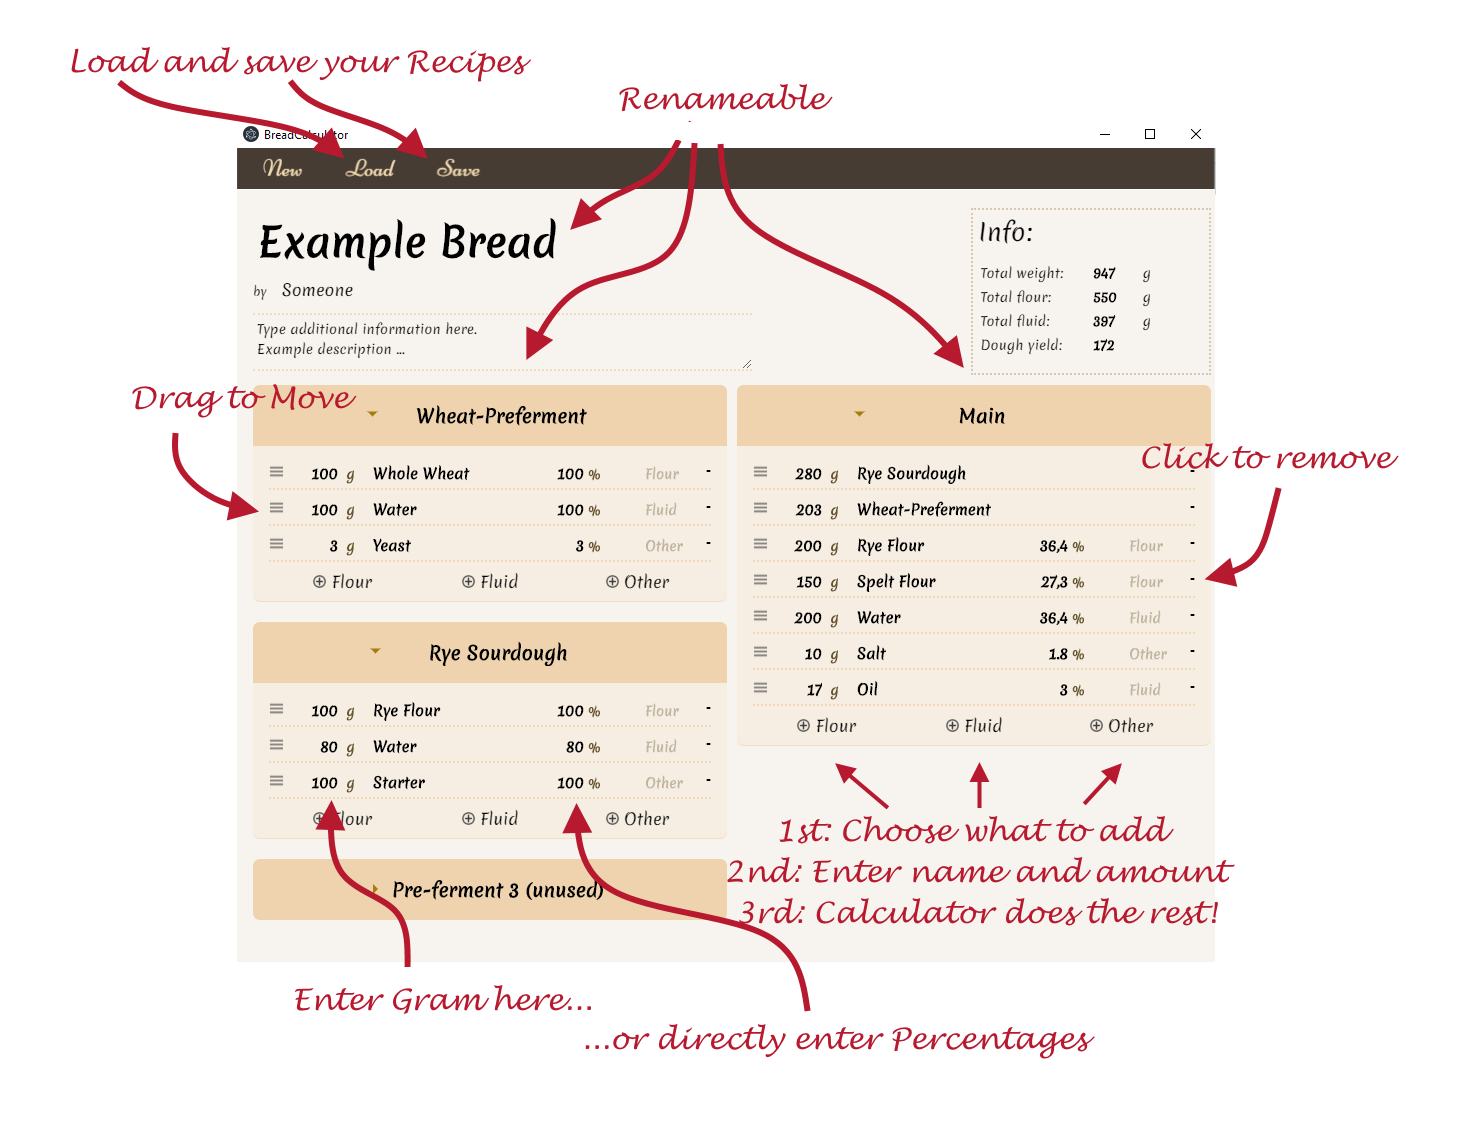 Load and save your Recipes
Renameable
BreadCalculator
New Load Save
Example Bread
by Someone
Type additional information here.
Example description ...
Info:
Total weight: 947 g
Total flour: 550 g
Total fluid: 397 g
Dough yield: 172
Drag to Move
Wheat-Preferment
100 g Whole Wheat 100 % Flour -
100 g Water 100 % Fluid -
3 g Yeast 3 % Other -
Flour Fluid Other
Rye Sourdough
100 g Rye Flour 100 % Flour -
80 g Water 80 % Fluid -
100 g Starter 100 % Other -
Flour Fluid Other
Pre-ferment 3 (unused)
Main
Click to remove
280 g Rye Sourdough -
203 g Wheat-Preferment -
200 g Rye Flour 36,4 % Flour -
150 g Spelt Flour 27,3 % Flour -
200 g Water 36,4 % Fluid -
10 g Salt 1.8 % Other -
17 g Oil 3 % Fluid -
Flour Fluid Other
1st: Choose what to add
2nd: Enter name and amount
3rd: Calculator does the rest!
Enter Gram here...
...or directly enter Percentages